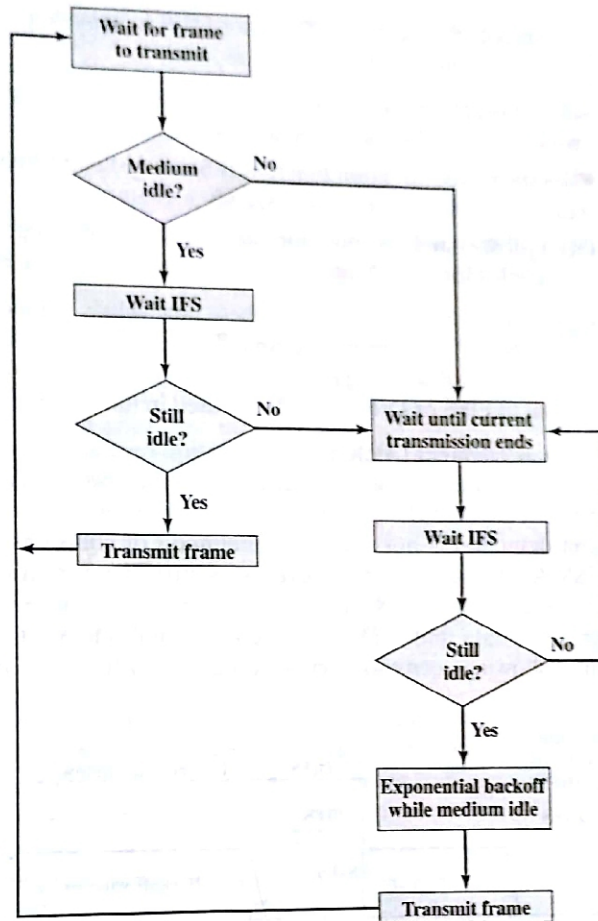 Wait for frame
to transmit
Medium
idle?
No
Yes
Wait IFS
Still
idle?
No
Yes
Transmit frame
Wait until current
transmission ends
Wait IFS
Still
idle?
No
Yes
Exponential backoff
while medium idle
Transmit frame